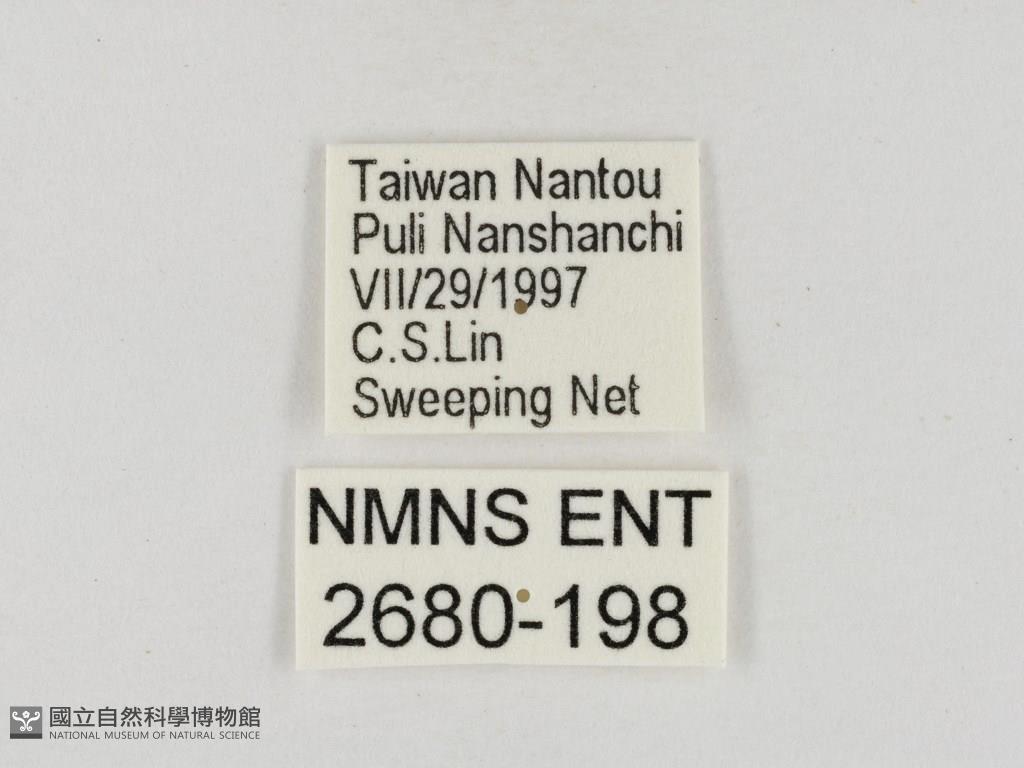 Taiwan Nantou
Puli Nanshanchi
VII/29/1997
C.S.Lin
Sweeping Net
NMNS ENT
2680-198
國立自然科學博物館
NATIONAL MUSEUM OF NATURAL SCIENCE